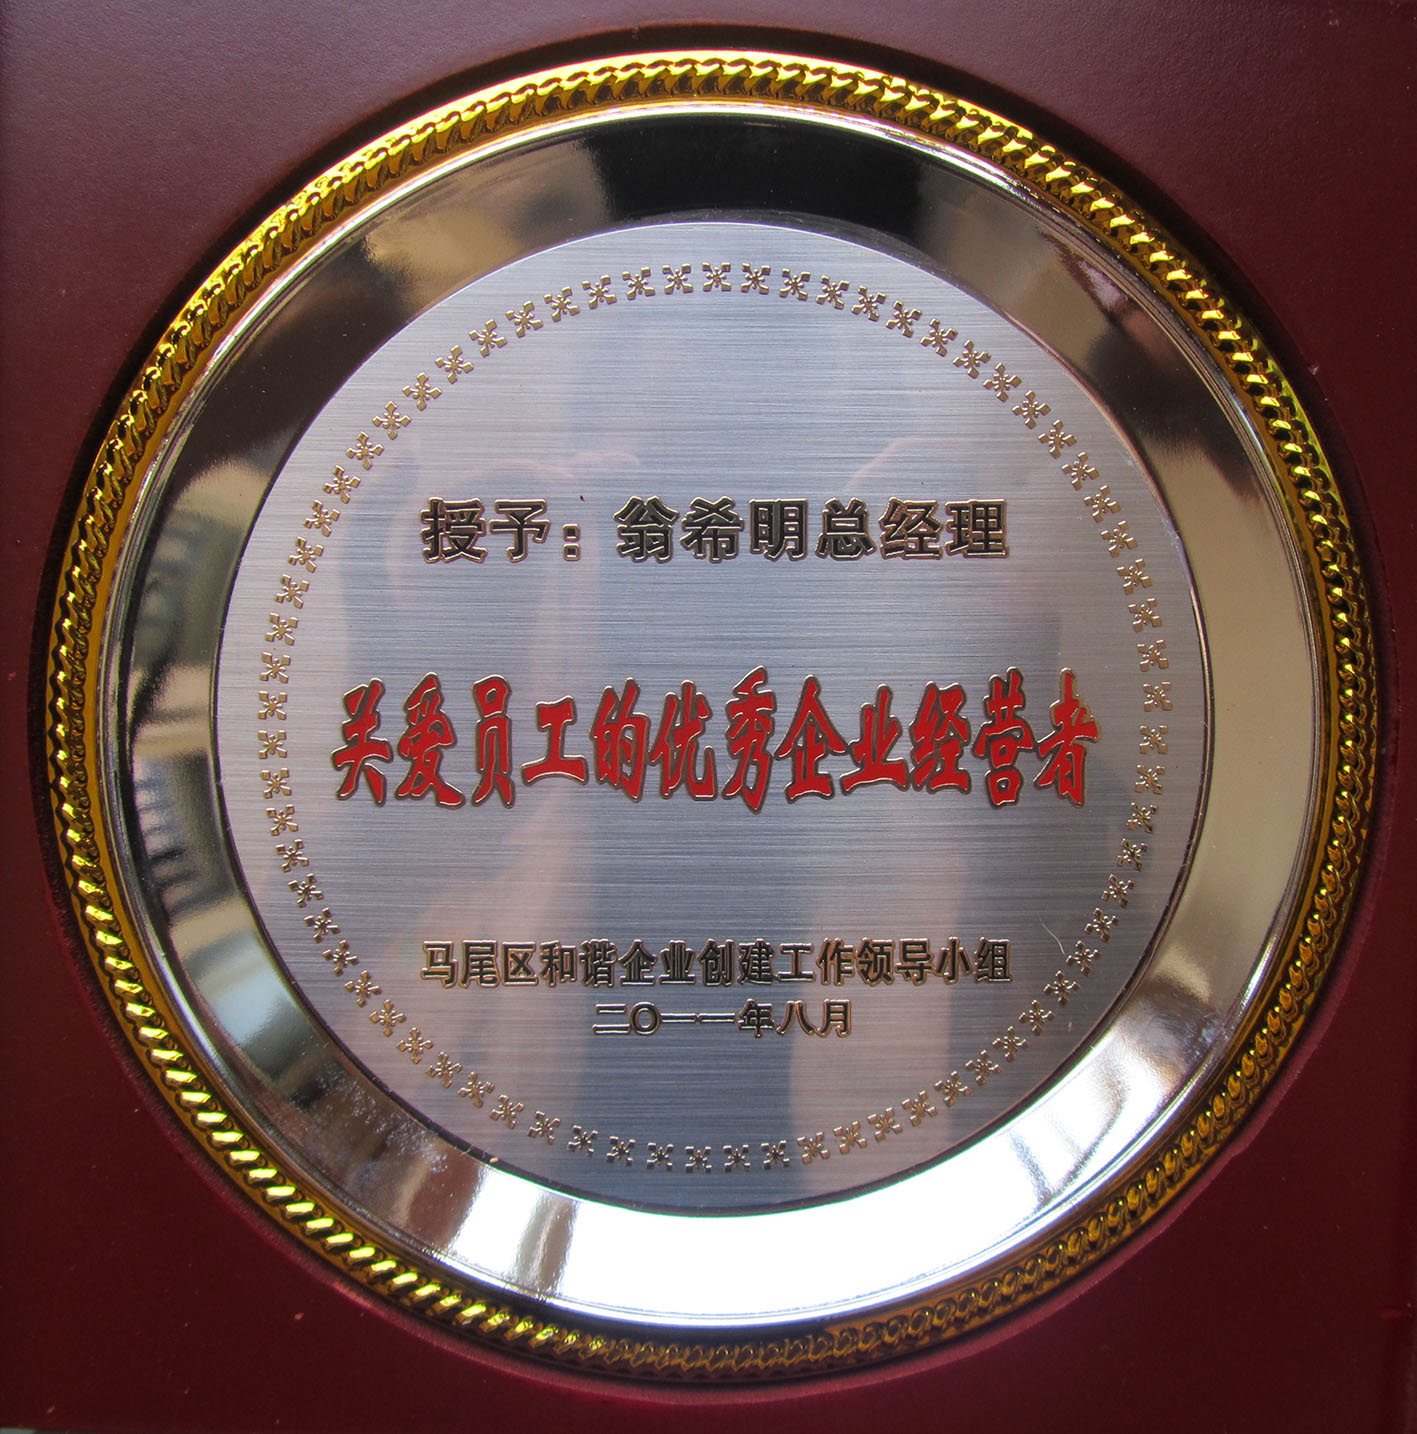 授予：翁希明总经理
关爱员工的优秀企业经营者
马尾区和谐企业创建工作领导小组
二〇一一年八月